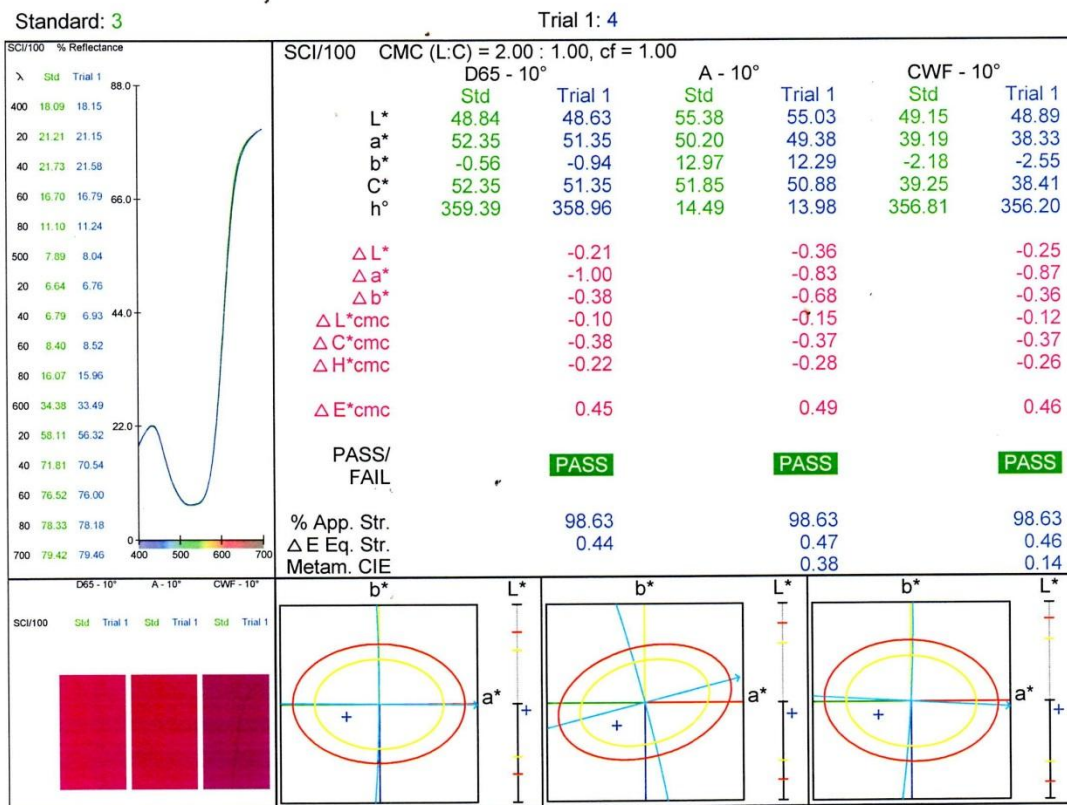 Standard: 3
Trial 1: 4
SCI/100 % Reflectance
λ Std Trial 1
400 18.09 18.15
20 21.21 21.15
40 21.73 21.58
60 16.70 16.79
80 11.10 11.24
500 7.89 8.04
20 6.64 6.76
40 6.79 6.93
60 8.40 8.52
80 16.07 15.96
600 34.38 33.49
20 58.11 56.32
40 71.81 70.54
60 76.52 76.00
80 78.33 78.18
700 79.42 79.46
88.0
66.0
44.0
22.0
0
400 500 600 700
SCI/100 CMC (L:C) = 2.00 : 1.00, cf = 1.00
D65 - 10° A - 10° CWF - 10°
Std Trial 1 Std Trial 1 Std Trial 1
L* 48.84 48.63 55.38 55.03 49.15 48.89
a* 52.35 51.35 50.20 49.38 39.19 38.33
b* -0.56 -0.94 12.97 12.29 -2.18 -2.55
C* 52.35 51.35 51.85 50.88 39.25 38.41
h° 359.39 358.96 14.49 13.98 356.81 356.20
Δ L* -0.21 -0.36 -0.25
Δ a* -1.00 -0.83 -0.87
Δ b* -0.38 -0.68 -0.36
Δ L*cmc -0.10 -0.15 -0.12
Δ C*cmc -0.38 -0.37 -0.37
Δ H*cmc -0.22 -0.28 -0.26
Δ E*cmc 0.45 0.49 0.46
PASS/
FAIL
PASS PASS PASS
% App. Str. 98.63 98.63 98.63
Δ E Eq. Str. 0.44 0.47 0.46
Metam. CIE 0.38 0.14
D65 - 10° A - 10° CWF - 10°
SCI/100 Std Trial 1 Std Trial 1 Std Trial 1
b* L*
a*
b* L*
a*
b* L*
a*